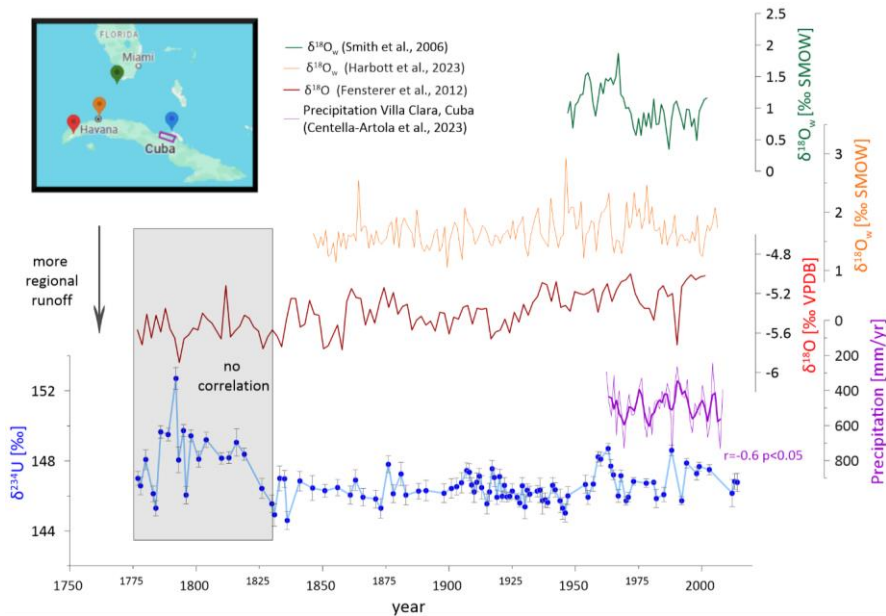 FLORIDA
Miami
Havana
Cuba
δ¹⁸Ow (Smith et al., 2006)
δ¹⁸Ow (Harbott et al., 2023)
δ¹⁸O (Fensterer et al., 2012)
Precipitation Villa Clara, Cuba
(Centella-Artola et al., 2023)
2.5
2
1.5
1
0.5
0
δ¹⁸Ow [‰ SMOW]
3
2
1
δ¹⁸Ow [‰ SMOW]
more
regional
runoff
-4.8
-5.2
-5.6
-6
δ¹⁸O [‰ VPDB]
0
200
400
600
800
Precipitation [mm/yr]
no
correlation
r=-0.6 p<0.05
152
148
144
δ²³⁴U [‰]
1750
1775
1800
1825
1850
1875
1900
1925
1950
1975
2000
year